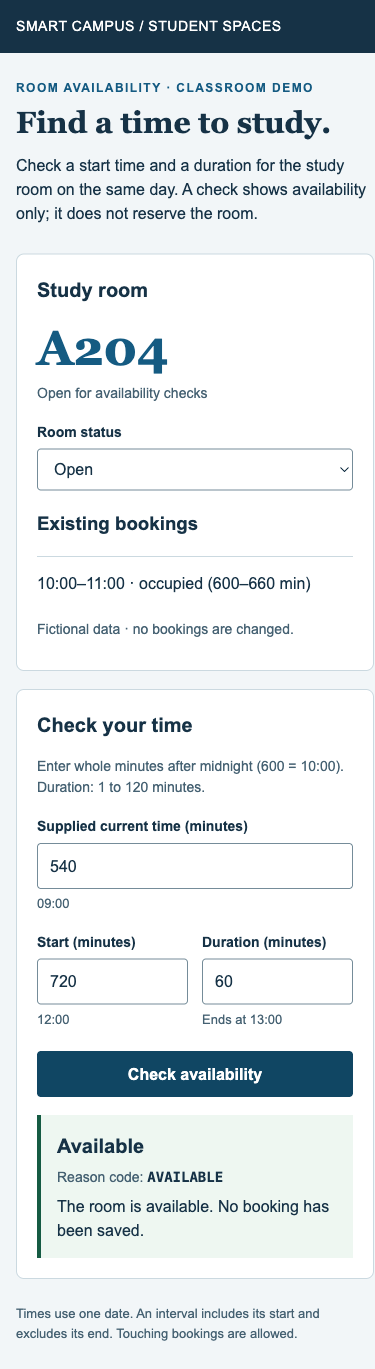 SMART CAMPUS / STUDENT SPACES
ROOM AVAILABILITY · CLASSROOM DEMO
Find a time to study.
Check a start time and a duration for the study
room on the same day. A check shows availability
only; it does not reserve the room.
Study room
A204
Open for availability checks
Room status
Open
Existing bookings
10:00–11:00 · occupied (600–660 min)
Fictional data · no bookings are changed.
Check your time
Enter whole minutes after midnight (600 = 10:00).
Duration: 1 to 120 minutes.
Supplied current time (minutes)
540
09:00
Start (minutes)
Duration (minutes)
720
60
12:00
Ends at 13:00
Check availability
Available
Reason code: AVAILABLE
The room is available. No booking has
been saved.
Times use one date. An interval includes its start and
excludes its end. Touching bookings are allowed.